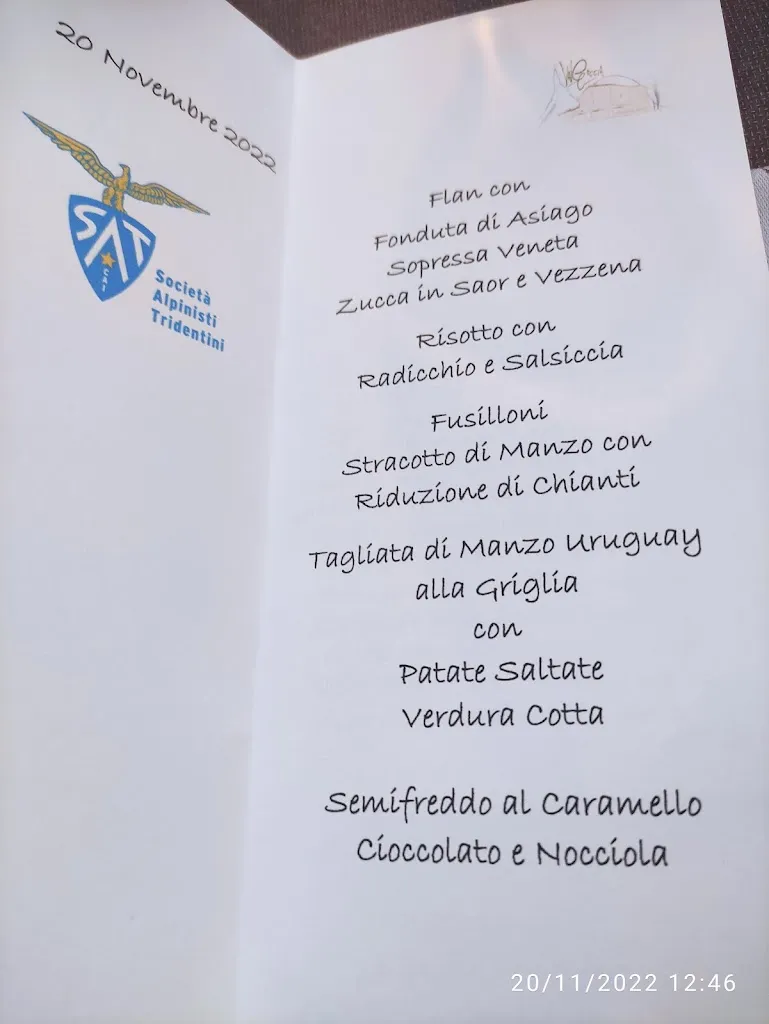 20 Novembre 2022
SAT
CAI
Società
Alpinisti
Tridentini
Flan con
Fonduta di Asiago
Sopressa Veneta
Zucca in Saor e Vezzena
Risotto con
Radicchio e Salsiccia
Fusilloni
Stracotto di Manzo con
Riduzione di Chianti
Tagliata di Manzo Uruguay
alla Griglia
con
Patate Saltate
Verdura Cotta
Semifreddo al Caramello
Cioccolato e Nocciola
20/11/2022 12:46